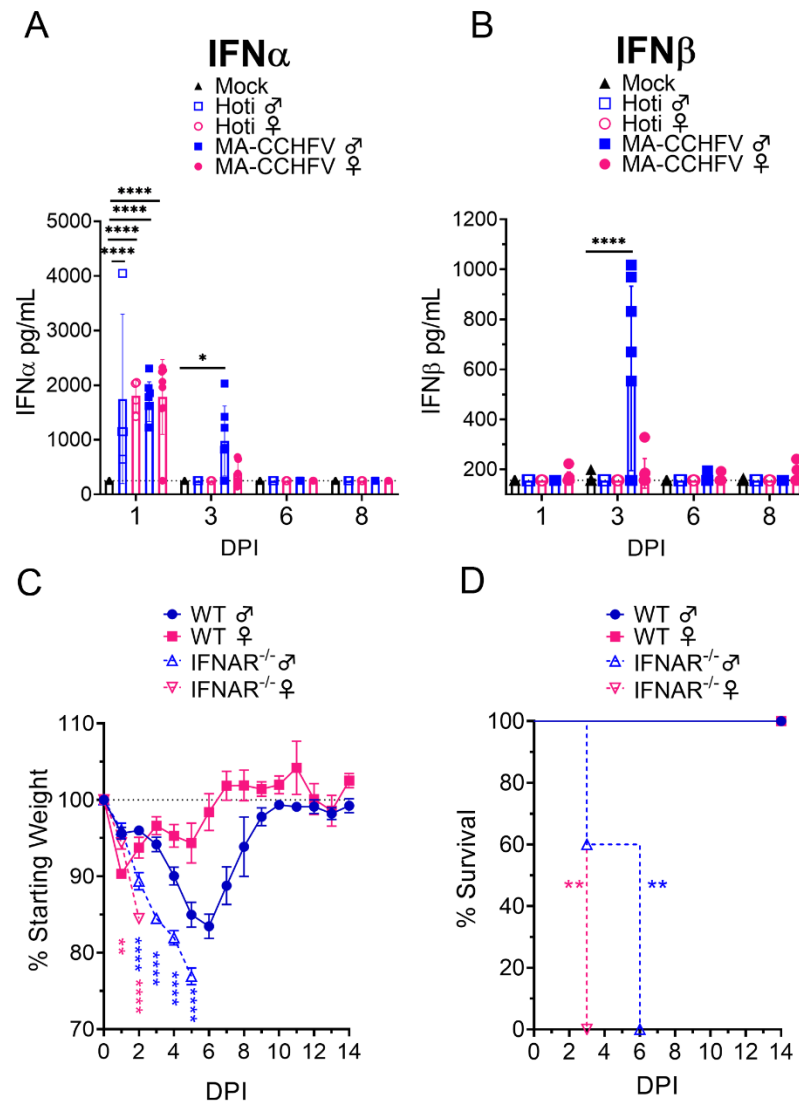 A
IFNα
▲ Mock
□ Hoti ♂
○ Hoti ♀
■ MA-CCHFV ♂
● MA-CCHFV ♀
****
****
****
****
*
IFNα pg/mL
5000
4000
3000
2000
1000
0
1 3 6 8
DPI
B
IFNβ
▲ Mock
□ Hoti ♂
○ Hoti ♀
■ MA-CCHFV ♂
● MA-CCHFV ♀
****
IFNβ pg/mL
1200
1000
800
600
400
200
1 3 6 8
DPI
C
WT ♂
WT ♀
IFNAR-/- ♂
IFNAR-/- ♀
% Starting Weight
110
100
90
80
70
**
****
****
****
****
****
0 2 4 6 8 10 12 14
DPI
D
WT ♂
WT ♀
IFNAR-/- ♂
IFNAR-/- ♀
% Survival
100
80
60
40
20
0
** **
0 2 4 6 8 10 12 14
DPI